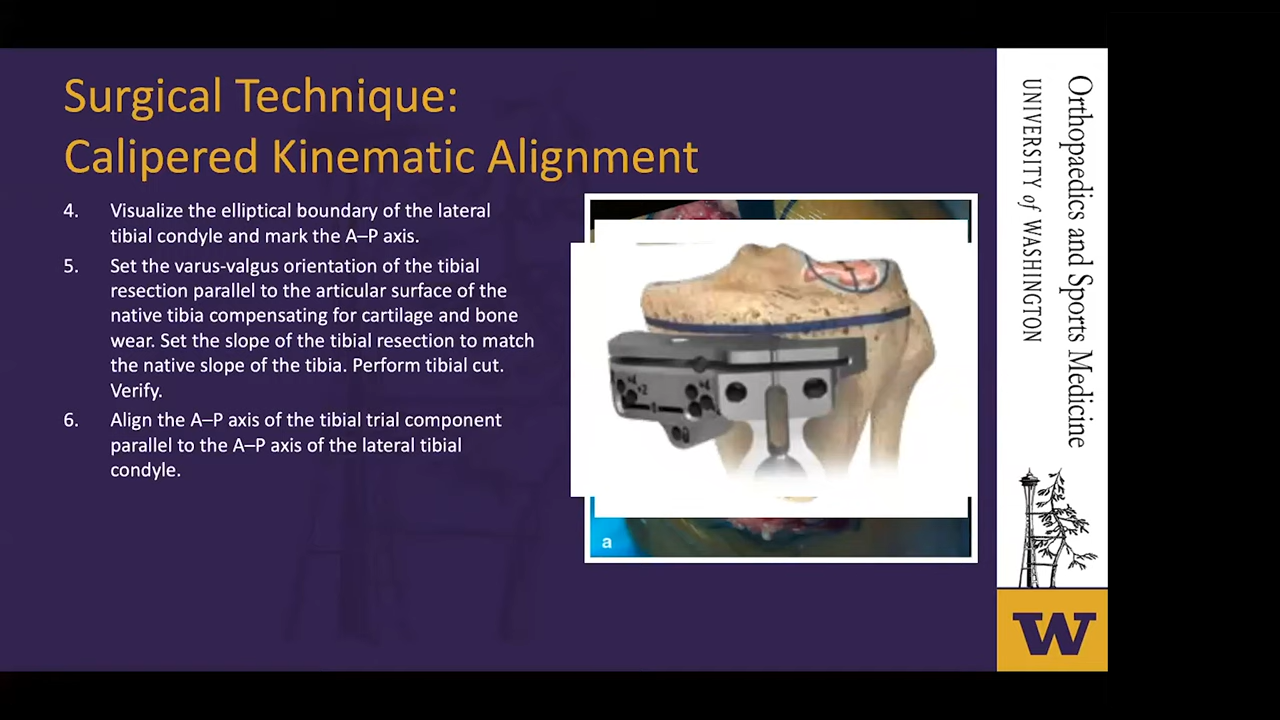 Surgical Technique:
Calipered Kinematic Alignment
4. Visualize the elliptical boundary of the lateral
tibial condyle and mark the A–P axis.
5. Set the varus-valgus orientation of the tibial
resection parallel to the articular surface of the
native tibia compensating for cartilage and bone
wear. Set the slope of the tibial resection to match
the native slope of the tibia. Perform tibial cut.
Verify.
6. Align the A–P axis of the tibial trial component
parallel to the A–P axis of the lateral tibial
condyle.
+4
+2
+4
0
a
Orthopaedics and Sports Medicine
UNIVERSITY of WASHINGTON
W